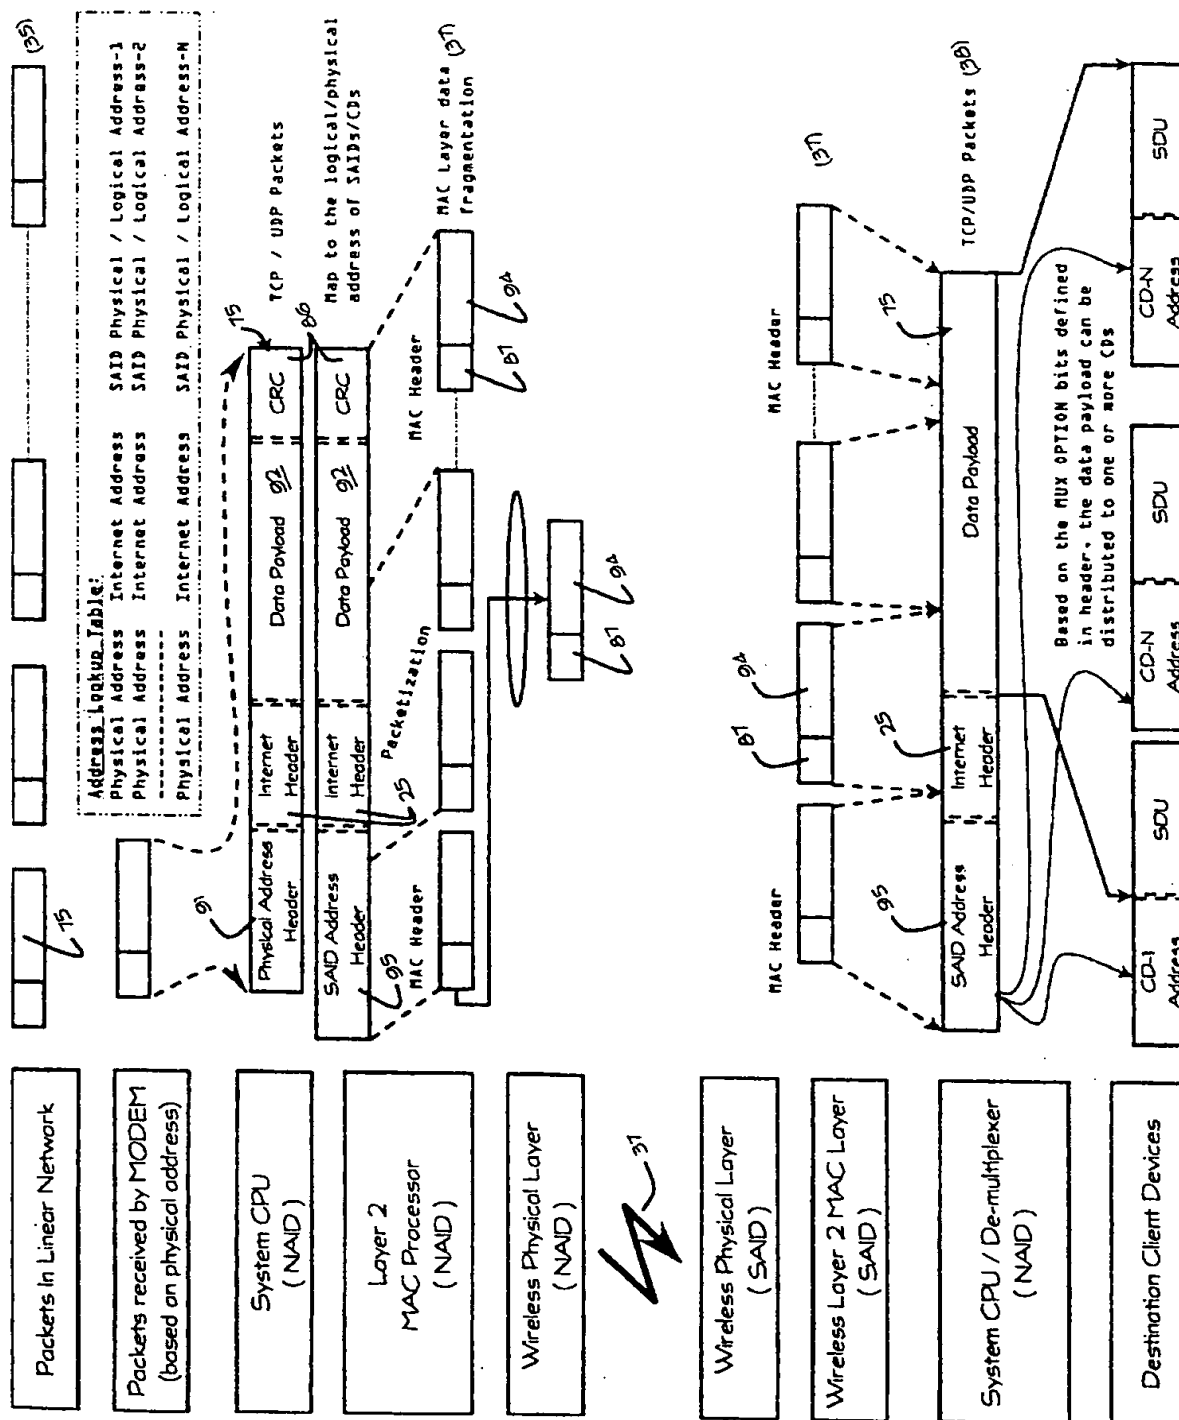 Packets In Linear Network
75
(35)
Packets received by MODEM
(based on physical address)
Address Lookup Table:
Physical Address Internet Address SAID Physical / Logical Address-1
Physical Address Internet Address SAID Physical / Logical Address-2
----------
Physical Address Internet Address SAID Physical / Logical Address-N
System CPU
( NAID )
91
Physical Address
Header
Internet
Header
Data Payload 92
CRC
75
TCP / UDP Packets
86
Layer 2
MAC Processor
( NAID )
SAID Address
Header
Internet
Header
Data Payload 92
CRC
Map to the logical/physical
address of SAIDs/CDs
95
25
Packetization
MAC Header
MAC Header
MAC Layer data (37)
fragmentation
87
94
Wireless Physical Layer
( NAID )
87
94
37
Wireless Physical Layer
( SAID )
Wireless Layer 2 MAC Layer
( SAID )
MAC Header
87
94
MAC Header
(37)
System CPU / De-multiplexer
( NAID )
95
SAID Address
Header
25
Internet
Header
Data Payload
75
TCP/UDP Packets (38)
Based on the MUX OPTION bits defined
in header, the data payload can be
distributed to one or more CDs
Destination Client Devices
CD-1
Address
SDU
CD-N
Address
SDU
CD-N
Address
SDU